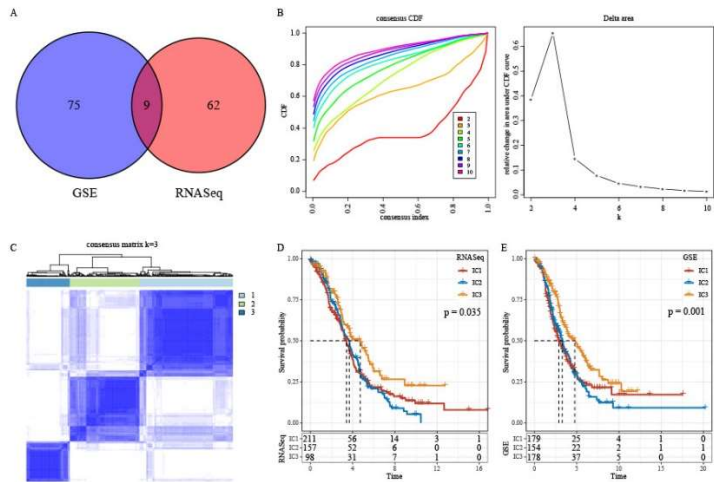 A
75
9
62
GSE
RNASeq
B
consensus CDF
CDF
1.0
0.8
0.6
0.4
0.2
0.0
0.0
0.2
0.4
0.6
0.8
1.0
consensus index
2
3
4
5
6
7
8
9
10
Delta area
relative change in area under CDF curve
0.6
0.5
0.4
0.3
0.2
0.1
0.0
2
4
6
8
10
k
C
consensus matrix k=3
1
2
3
D
RNASeq
IC1
IC2
IC3
p = 0.035
Survival probability
1.00
0.75
0.50
0.25
0.00
RNASeq
IC1 211 56 14 3 1
IC2 157 52 6 0 0
IC3 98 31 7 1 0
0 4 8 12 16
Time
E
GSE
IC1
IC2
IC3
p = 0.001
Survival probability
1.00
0.75
0.50
0.25
0.00
GSE
IC1 179 25 4 1 0
IC2 154 22 2 1 1
IC3 178 37 5 0 0
0 5 10 15 20
Time